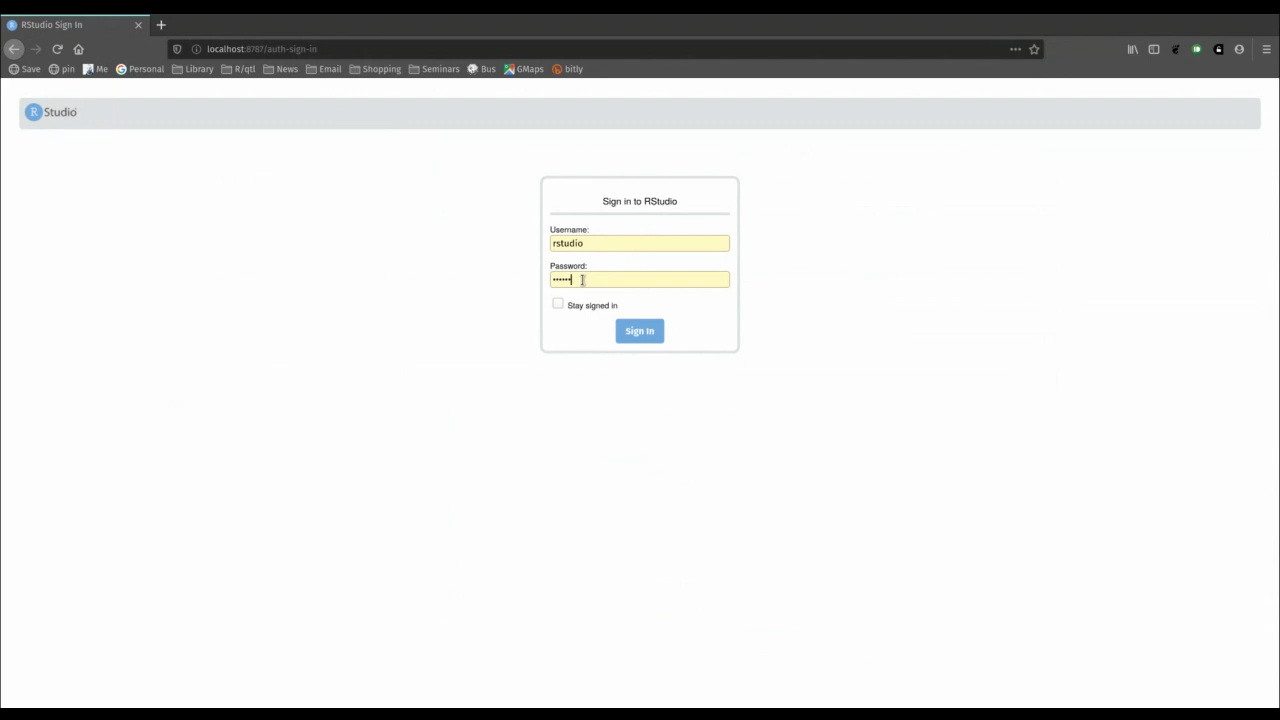 RStudio Sign In
localhost:8787/auth-sign-in
Save pin Me Personal Library R/qtl News Email Shopping Seminars Bus GMaps bitly
R Studio
Sign in to RStudio
Username:
rstudio
Password:
••••••
Stay signed in
Sign In